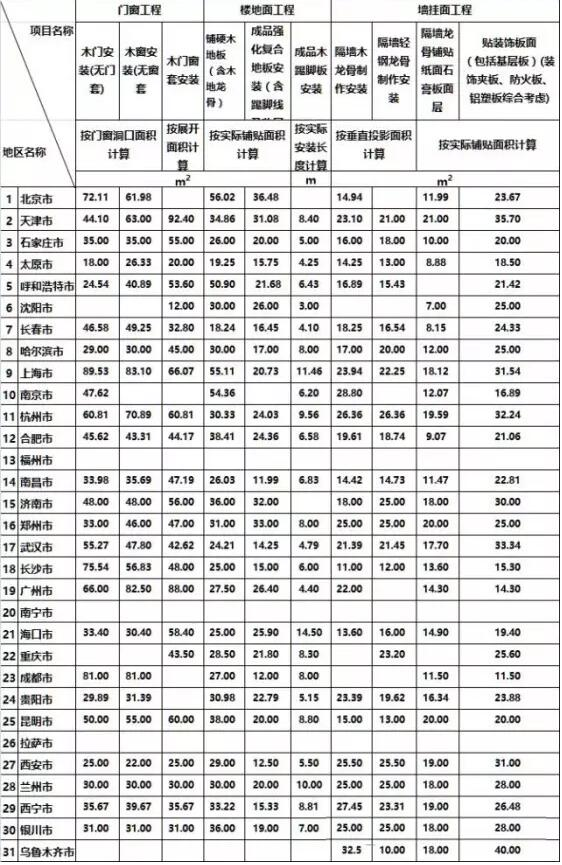 项目名称
地区名称
门窗工程 楼地面工程 墙挂面工程
木门安装(无门套) 木窗安装(无窗套 木门窗套安装 铺硬木地板（含木龙骨） 成品强化复合地板安装（含踢脚线 成品木踢脚板安装 隔墙木龙骨制作安装 隔墙轻钢龙骨制作安装 隔墙龙骨铺贴纸面石膏板面层 贴装饰板面（包括基层板）(装饰夹板、防火板、铝塑板综合考虑)
按门窗洞口面积计算 按展开面积计算 按实际铺贴面积计算 按实际安装长度计算 按垂直投影面积计算 按实际铺贴面积计算
m² m m²
1 北京市 72.11 61.98 56.02 36.48 14.94 11.99 23.67
2 天津市 44.10 63.00 92.40 34.86 31.08 8.40 23.10 21.00 21.00 35.70
3 石家庄市 35.00 35.00 55.00 26.00 20.00 5.00 16.00 18.00 10.00 20.00
4 太原市 18.00 26.33 20.00 19.25 15.75 4.25 14.25 13.00 8.88 18.50
5 呼和浩特市 24.54 40.89 53.60 50.90 21.68 6.43 16.89 15.43 21.42
6 沈阳市 12.00 30.00 26.00 3.00 7.00 25.00
7 长春市 46.58 49.25 32.80 18.24 16.45 4.10 18.25 16.54 8.15 24.33
8 哈尔滨市 29.00 30.00 45.00 30.00 17.00 8.00 17.00 20.00 12.00 25.00
9 上海市 89.53 83.10 66.07 55.11 20.73 11.46 23.94 22.25 18.12 31.54
10 南京市 47.62 54.36 6.20 28.80 12.07 16.89
11 杭州市 60.81 70.89 60.81 30.33 24.03 9.56 26.36 26.36 19.59 32.24
12 合肥市 45.62 43.31 44.17 38.41 24.36 6.58 19.61 18.74 9.07 21.06
13 福州市
14 南昌市 33.98 35.69 47.19 26.03 11.99 6.83 14.42 14.73 11.47 22.81
15 济南市 48.00 48.00 56.00 36.00 32.00 18.00 25.00 18.00 30.00
16 郑州市 33.00 46.00 47.00 31.00 33.00 8.00 25.00 25.00 20.00 25.00
17 武汉市 55.27 47.80 42.62 24.21 14.25 4.79 21.39 21.45 17.70 33.34
18 长沙市 75.54 56.83 48.00 25.00 15.00 6.00 11.00 12.00 13.60 15.30
19 广州市 66.00 82.50 88.00 27.50 26.40 4.40 22.00 14.30 14.30
20 南宁市
21 海口市 33.40 30.40 58.40 25.00 25.90 14.50 13.60 16.00 14.90 19.40
22 重庆市 43.50 28.50 21.80 8.30 23.20 25.60
23 成都市 81.00 81.00 27.00 12.00 8.00 11.50 11.50
24 贵阳市 29.89 31.39 30.98 22.79 5.15 23.39 19.62 16.34 23.88
25 昆明市 50.00 55.00 60.00 38.00 20.00 8.80 15.00 13.00 20.00 20.00
26 拉萨市
27 西安市 25.00 22.00 25.00 29.00 12.50 5.50 25.50 25.50 19.00 31.00
28 兰州市 30.00 30.00 30.00 30.00 20.00 10.00 25.00 25.00 18.00 28.00
29 西宁市 35.67 39.67 35.67 33.22 15.33 8.81 27.45 23.31 19.00 26.48
30 银川市 31.00 31.00 31.00 36.00 19.00 7.00 25.00 25.00 18.00 28.00
31 乌鲁木齐市 32.5 10.00 18.00 40.00